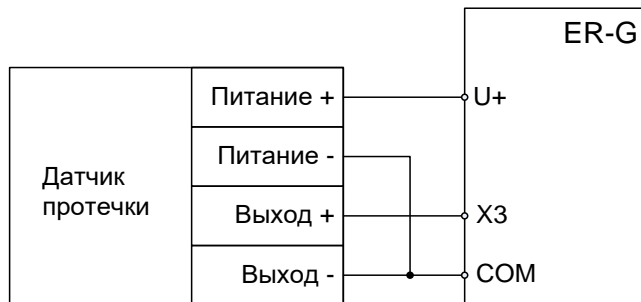 ER-G
Питание +
U+
Питание -
Датчик
протечки
Выход +
X3
Выход -
COM